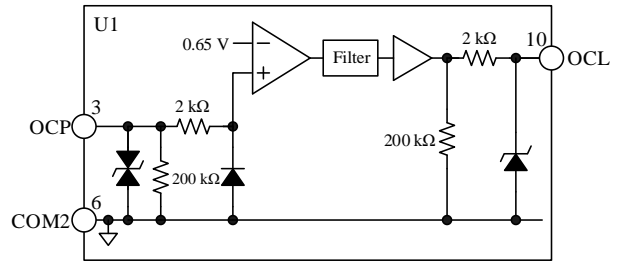 U1
0.65 V
−
+
Filter
2 kΩ
10
OCL
3
OCP
2 kΩ
200 kΩ
200 kΩ
6
COM2